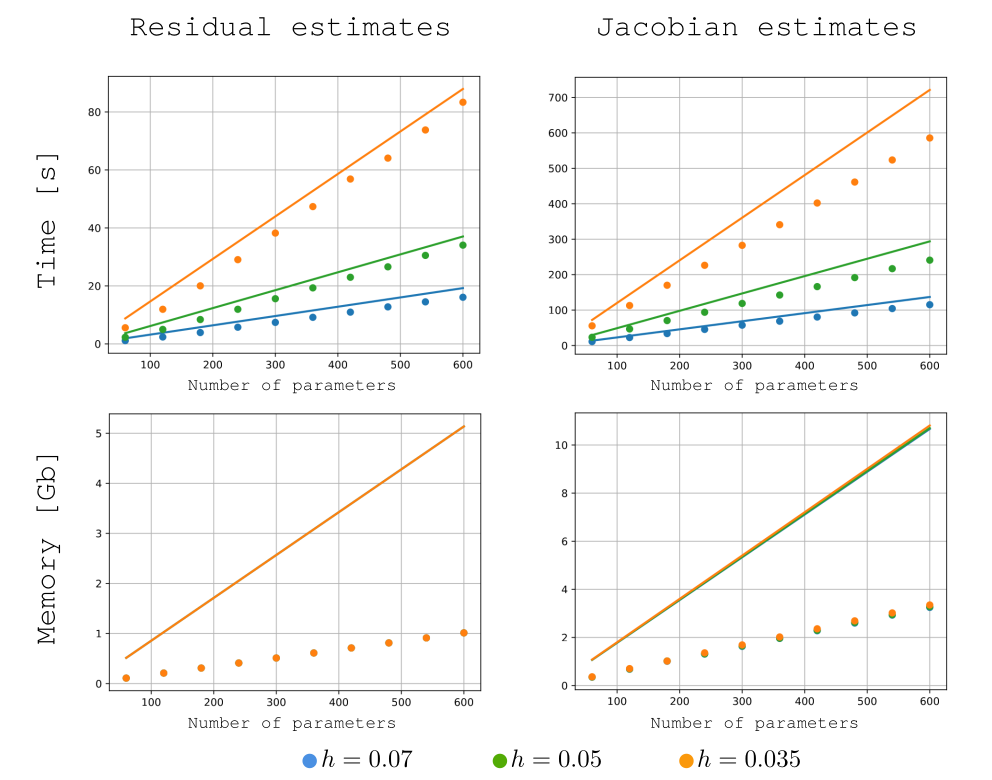 Residual estimates
Jacobian estimates
Time [s]
80
60
40
20
0
100 200 300 400 500 600
Number of parameters
700
600
500
400
300
200
100
0
100 200 300 400 500 600
Number of parameters
Memory [Gb]
5
4
3
2
1
0
100 200 300 400 500 600
Number of parameters
10
8
6
4
2
0
100 200 300 400 500 600
Number of parameters
h = 0.07 h = 0.05 h = 0.035